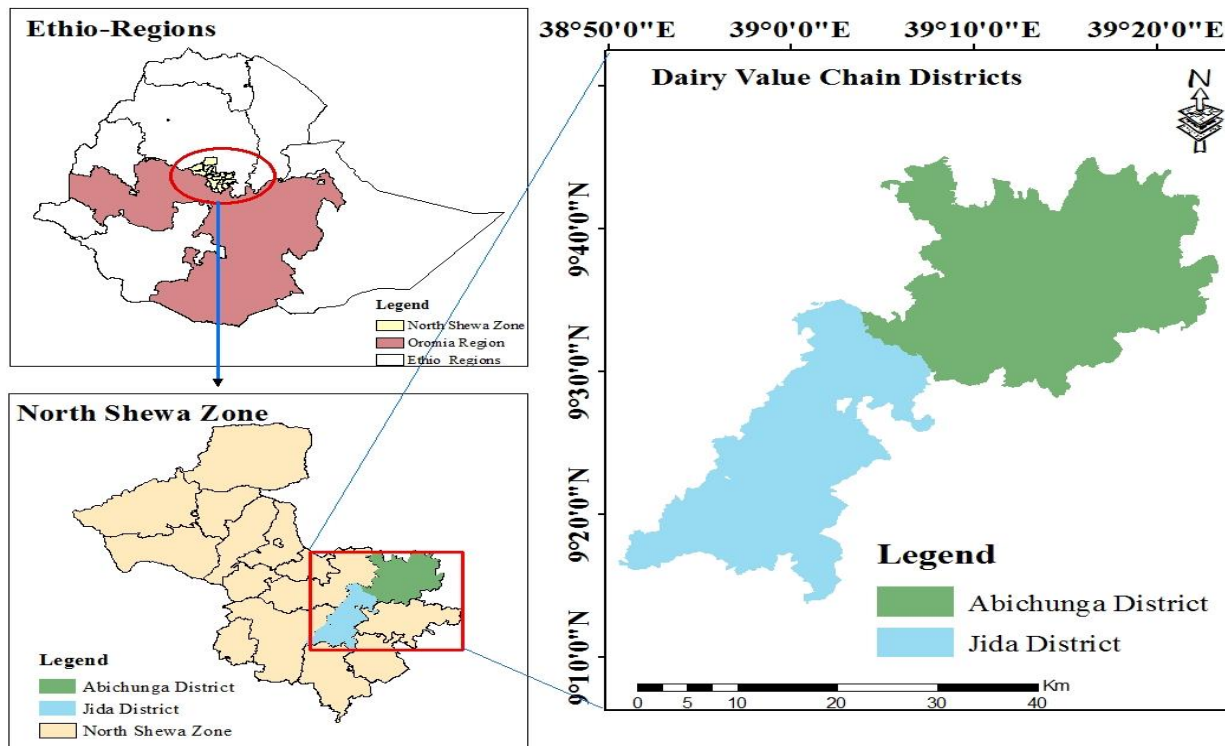 Ethio-Regions
Legend
North Shewa Zone
Oromia Region
Ethio Regions
North Shewa Zone
Legend
Abichunga District
Jida District
North Shewa Zone
38°50'0"E 39°0'0"E 39°10'0"E 39°20'0"E
Dairy Value Chain Districts
N
9°40'0"N
9°30'0"N
9°20'0"N
9°10'0"N
Legend
Abichunga District
Jida District
Km
0 5 10 20 30 40